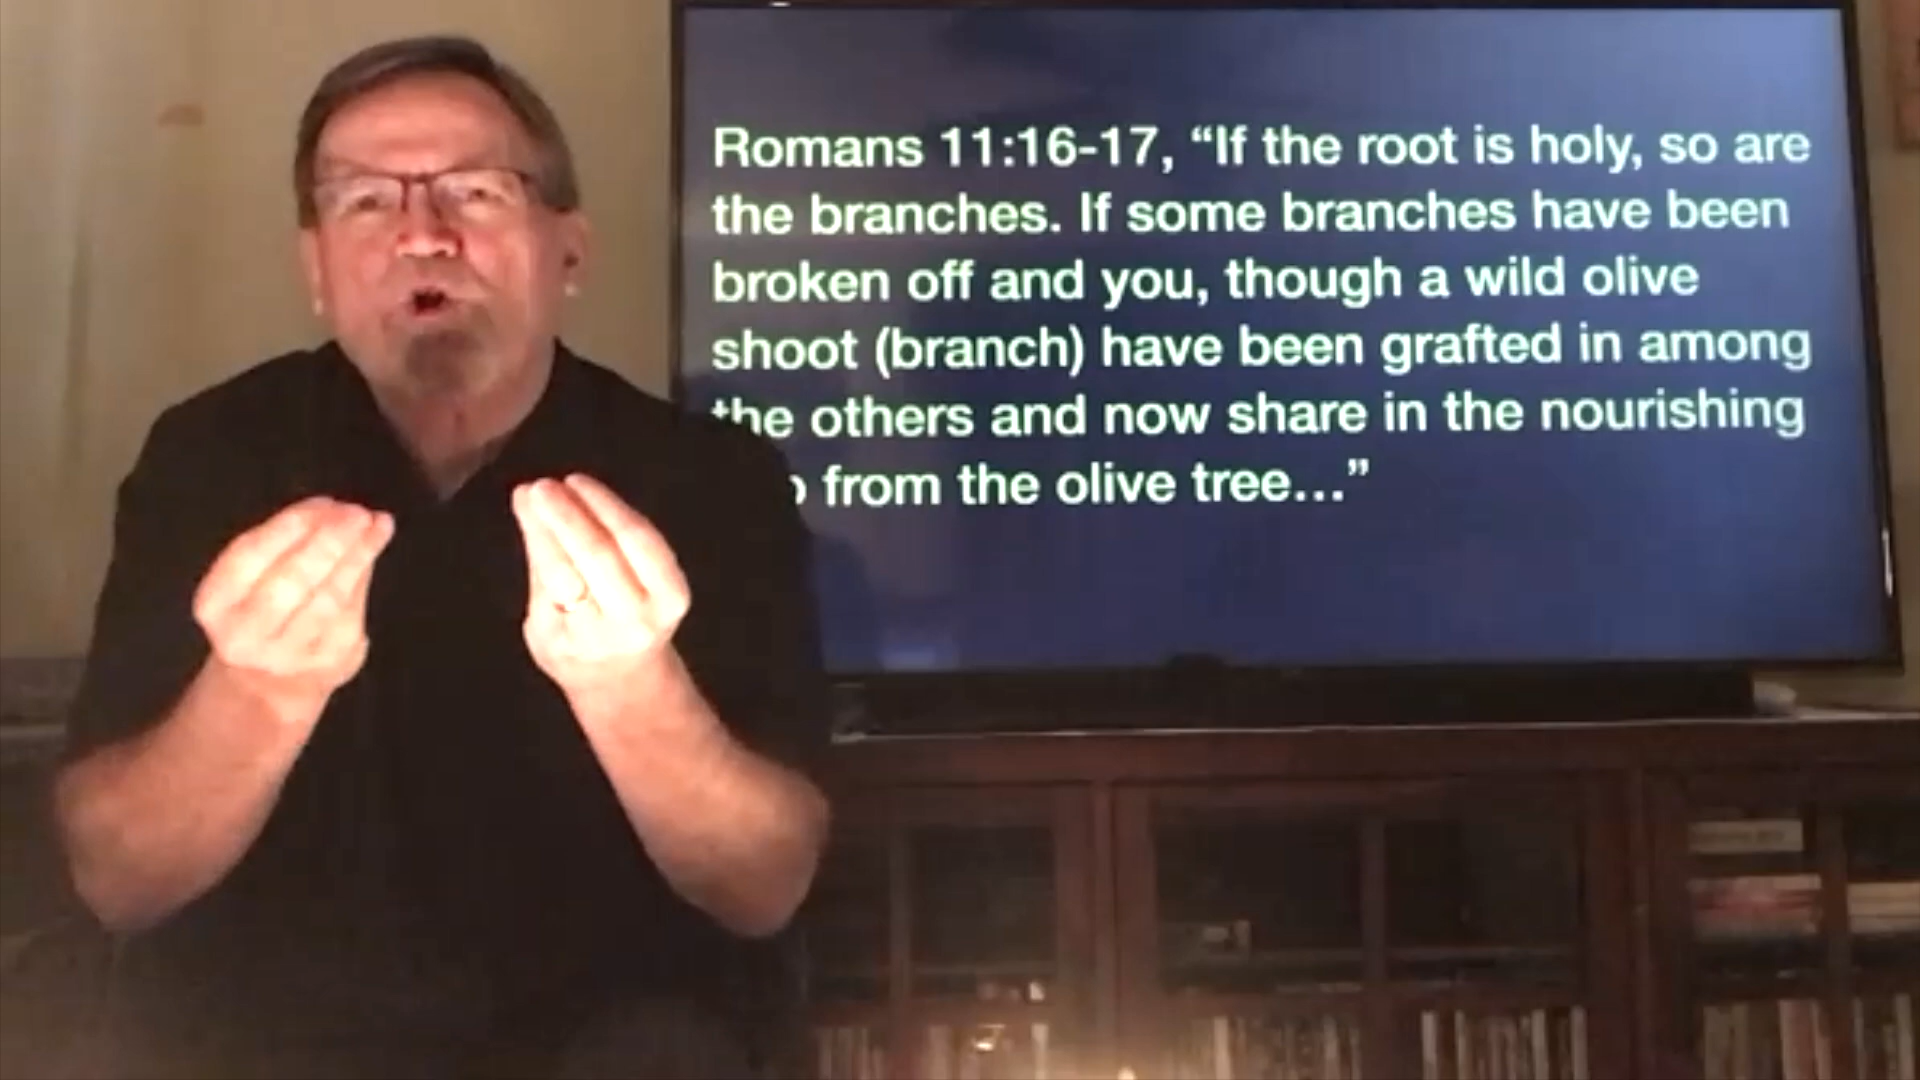 Romans 11:16-17, “If the root is holy, so are
the branches. If some branches have been
broken off and you, though a wild olive
shoot (branch) have been grafted in among
the others and now share in the nourishing
from the olive tree…”